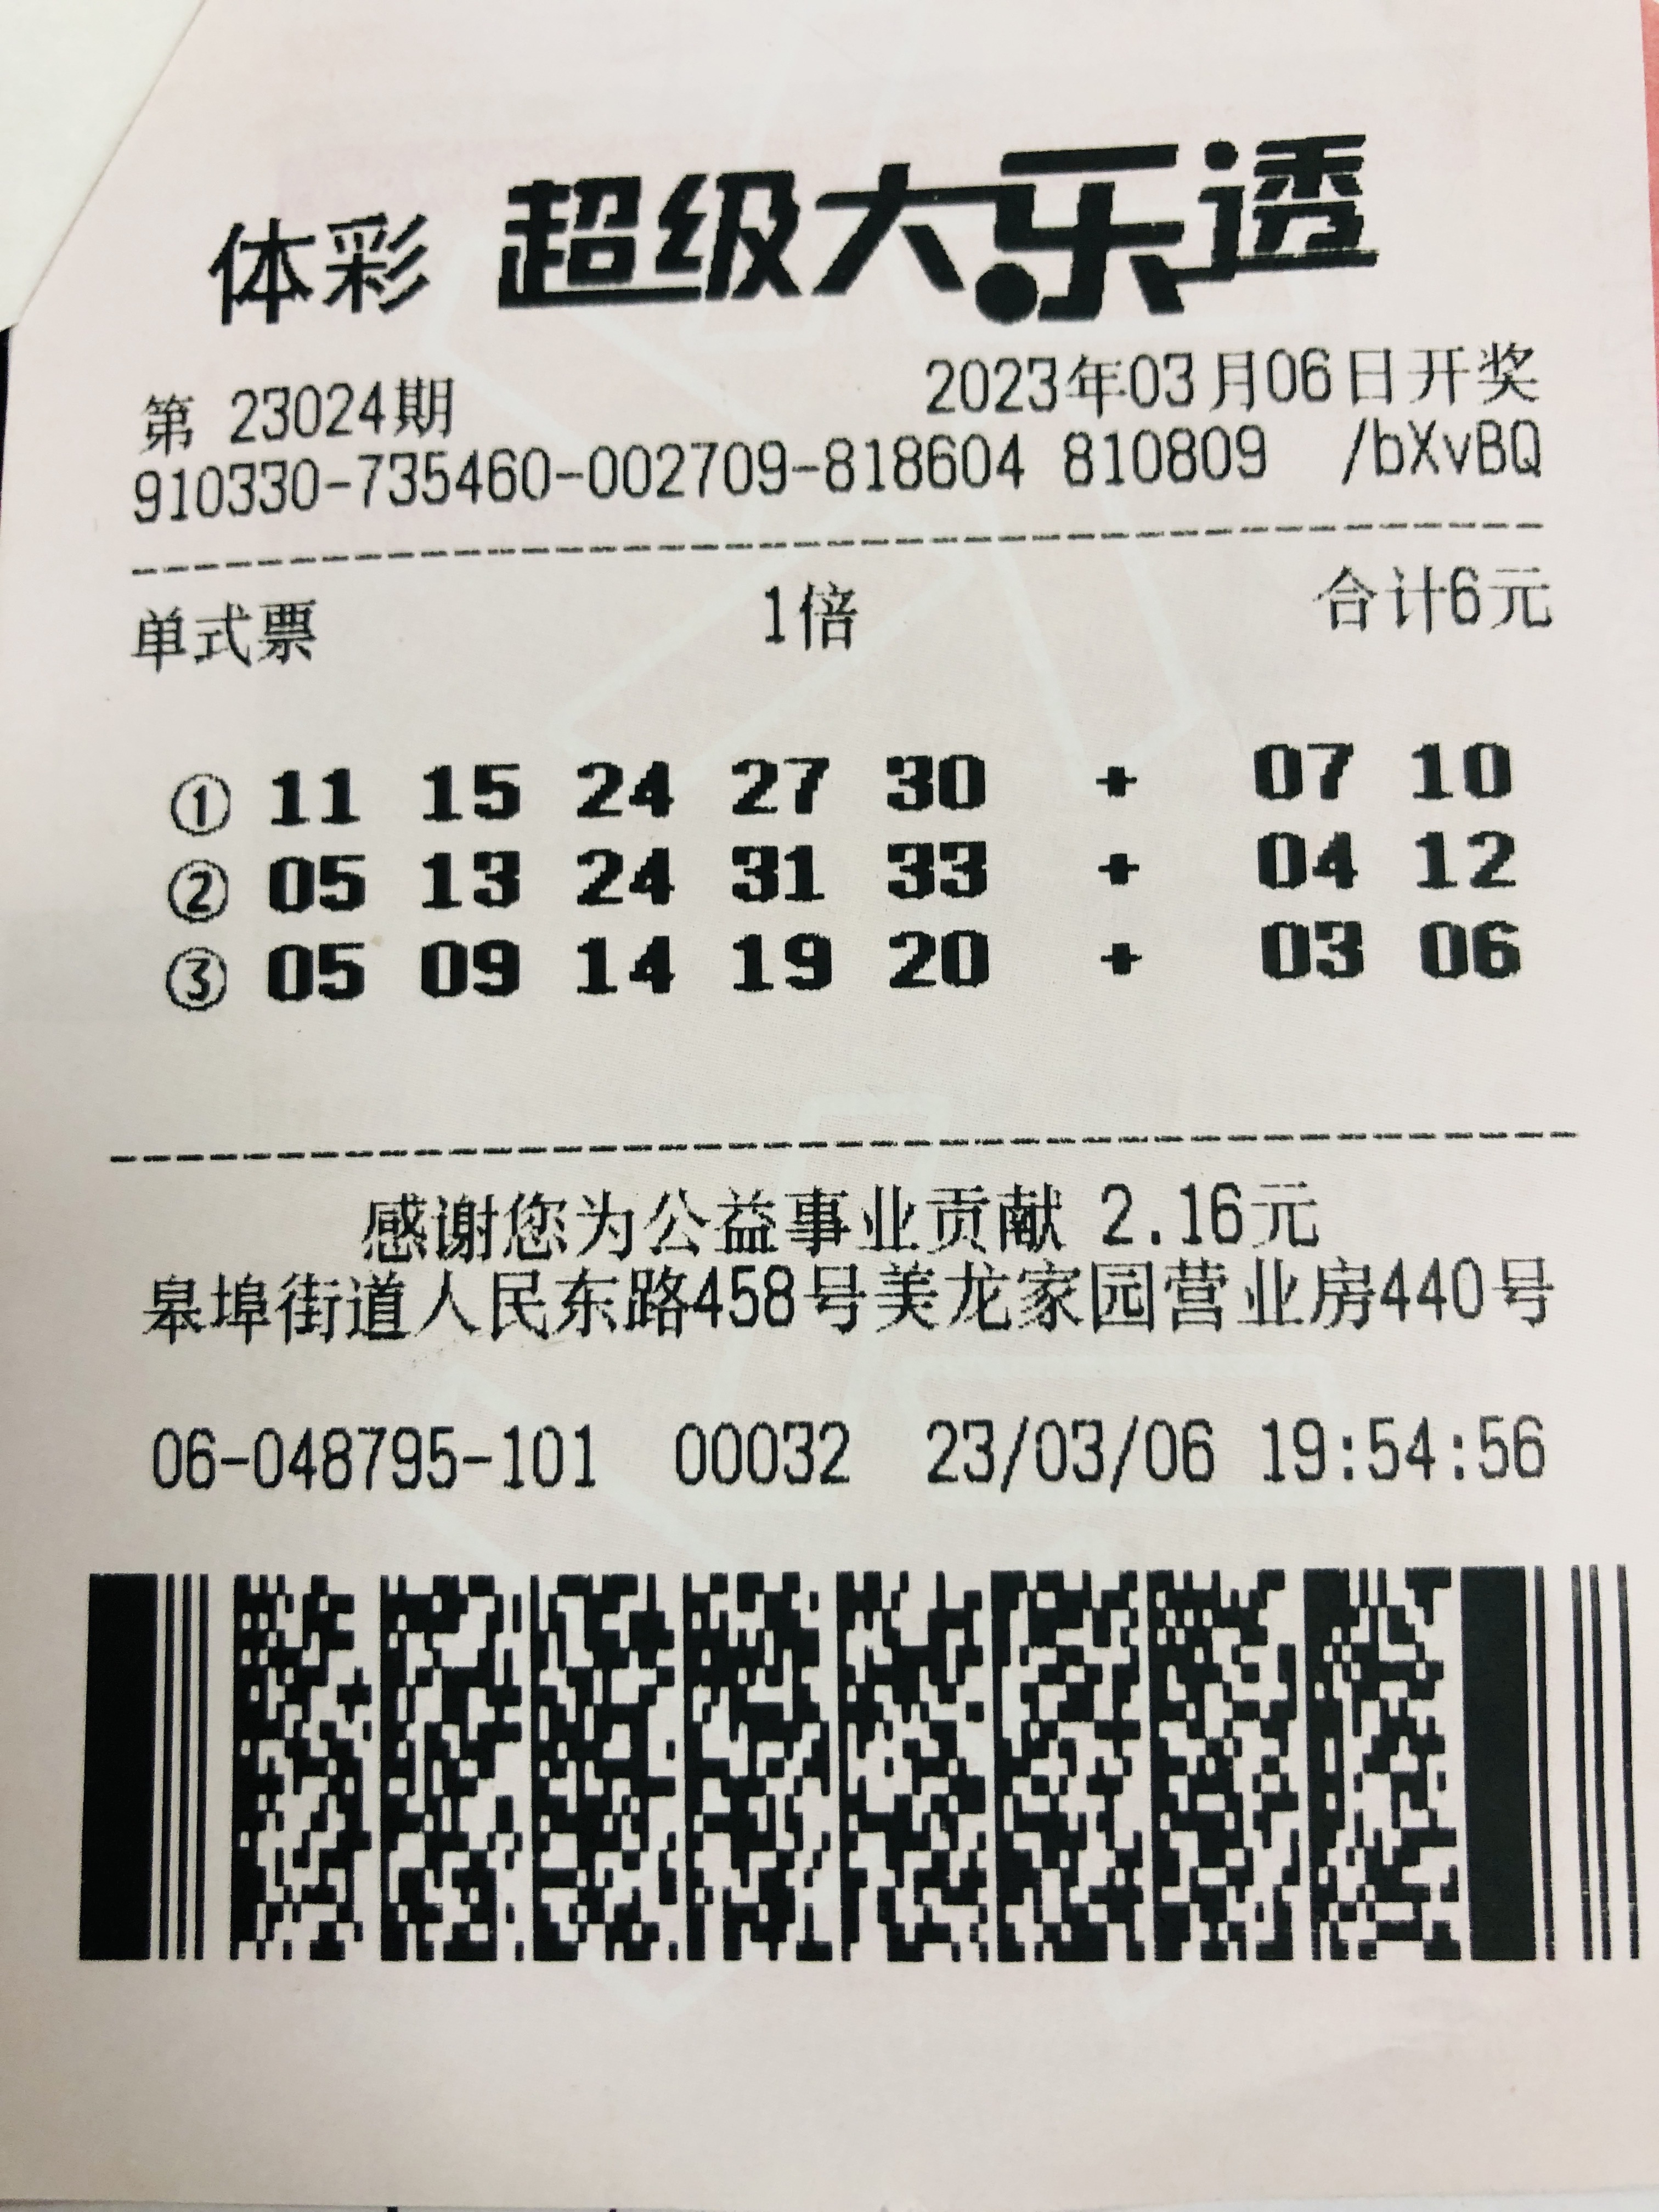 体彩 超级大乐透
第 23024期 2023年03月06日开奖
910330-735460-002709-818604 810809 /bXvBQ
单式票 1倍 合计6元
① 11 15 24 27 30 + 07 10
② 05 13 24 31 33 + 04 12
③ 05 09 14 19 20 + 03 06
感谢您为公益事业贡献 2.16元
皋埠街道人民东路458号美龙家园营业房440号
06-048795-101 00032 23/03/06 19:54:56